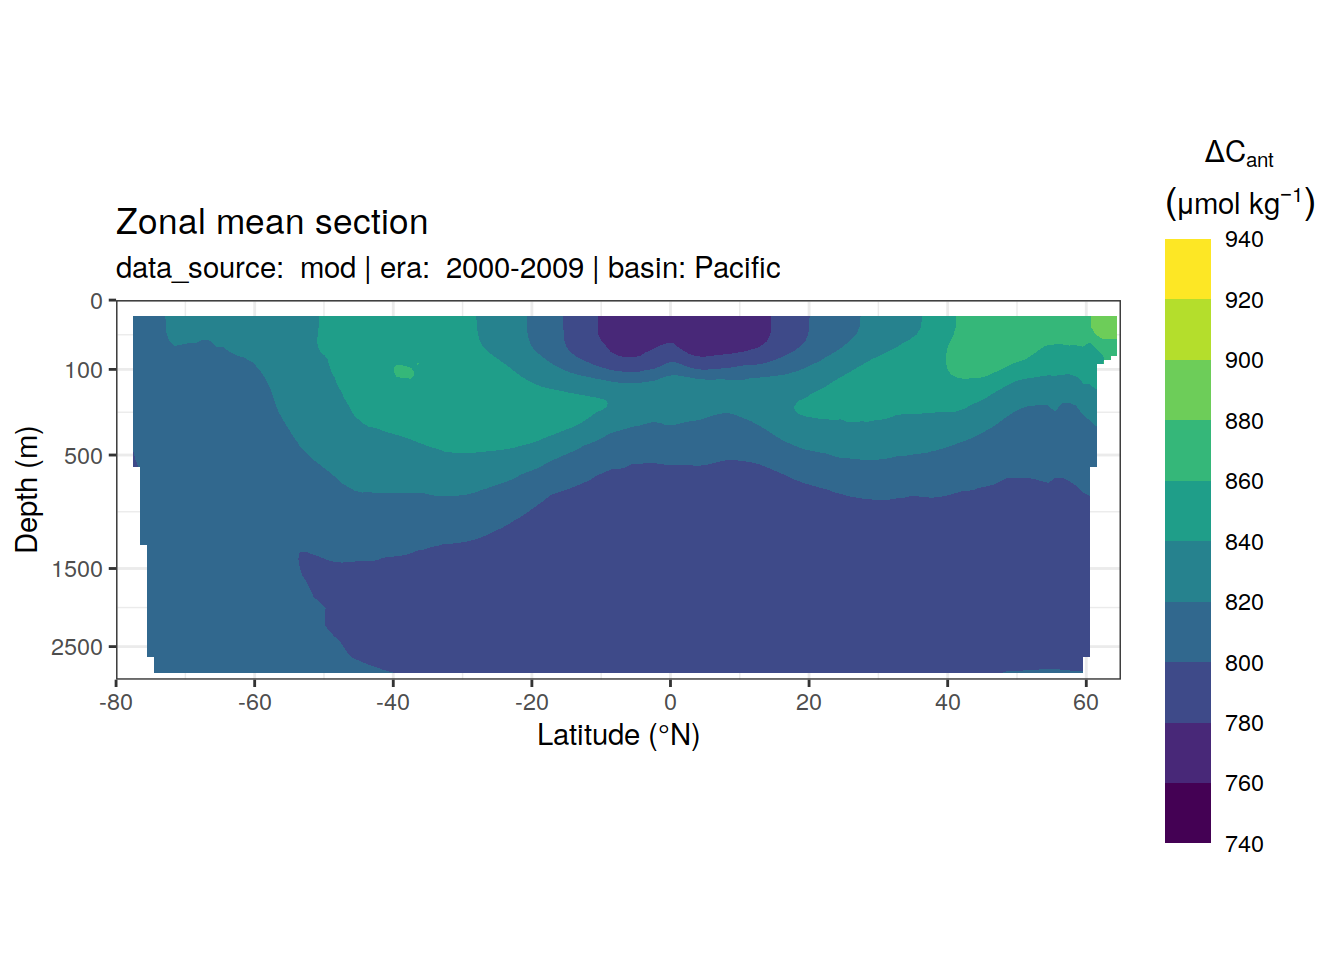 Zonal mean section
data_source:  mod | era:  2000-2009 | basin: Pacific
ΔCant
(μmol kg⁻¹)
940
920
900
880
860
840
820
800
780
760
740
Depth (m)
0
100
500
1500
2500
-80 -60 -40 -20 0 20 40 60
Latitude (°N)